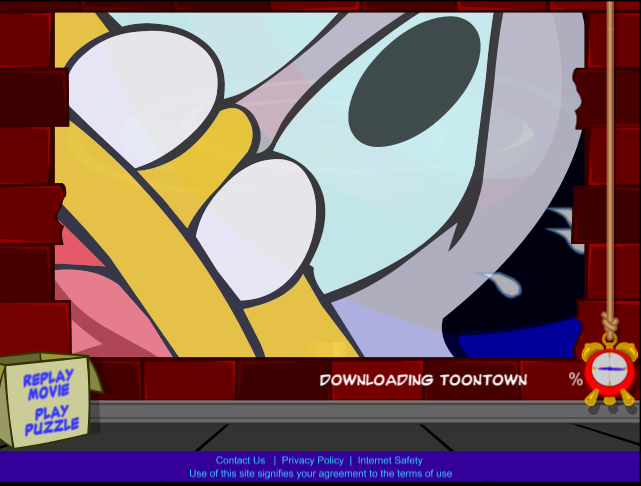 REPLAY
MOVIE
PLAY
PUZZLE
DOWNLOADING TOONTOWN %
Contact Us | Privacy Policy | Internet Safety
Use of this site signifies your agreement to the terms of use